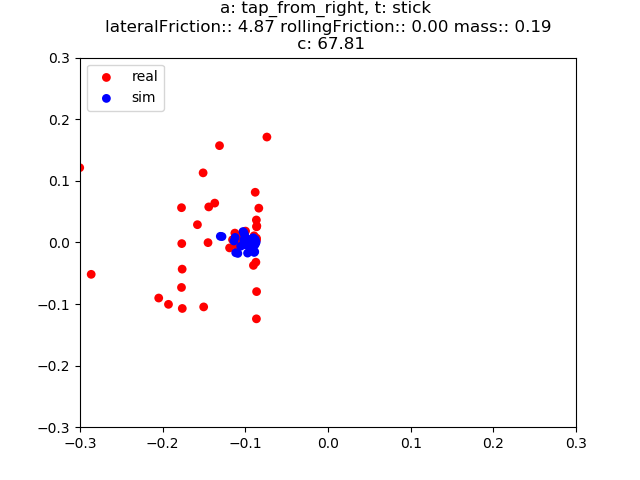 a: tap_from_right, t: stick
lateralFriction:: 4.87 rollingFriction:: 0.00 mass:: 0.19
c: 67.81
real
sim
0.3
0.2
0.1
0.0
−0.1
−0.2
−0.3
−0.3
−0.2
−0.1
0.0
0.1
0.2
0.3